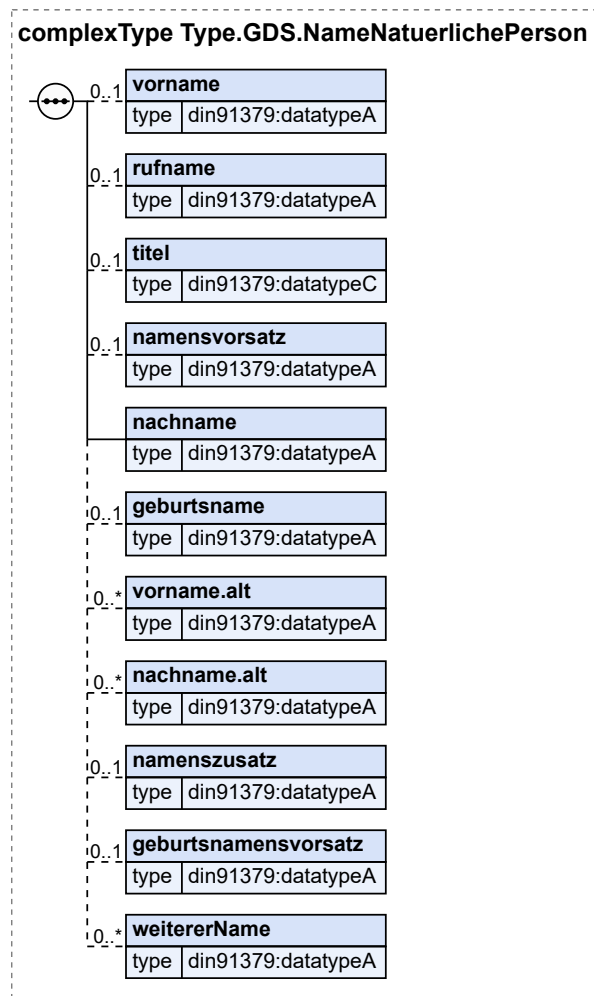 complexType Type.GDS.NameNatuerlichePerson
0..1 vorname
type din91379:datatypeA
0..1 rufname
type din91379:datatypeA
0..1 titel
type din91379:datatypeC
0..1 namensvorsatz
type din91379:datatypeA
nachname
type din91379:datatypeA
0..1 geburtsname
type din91379:datatypeA
0..* vorname.alt
type din91379:datatypeA
0..* nachname.alt
type din91379:datatypeA
0..1 namenszusatz
type din91379:datatypeA
0..1 geburtsnamensvorsatz
type din91379:datatypeA
0..* weitererName
type din91379:datatypeA